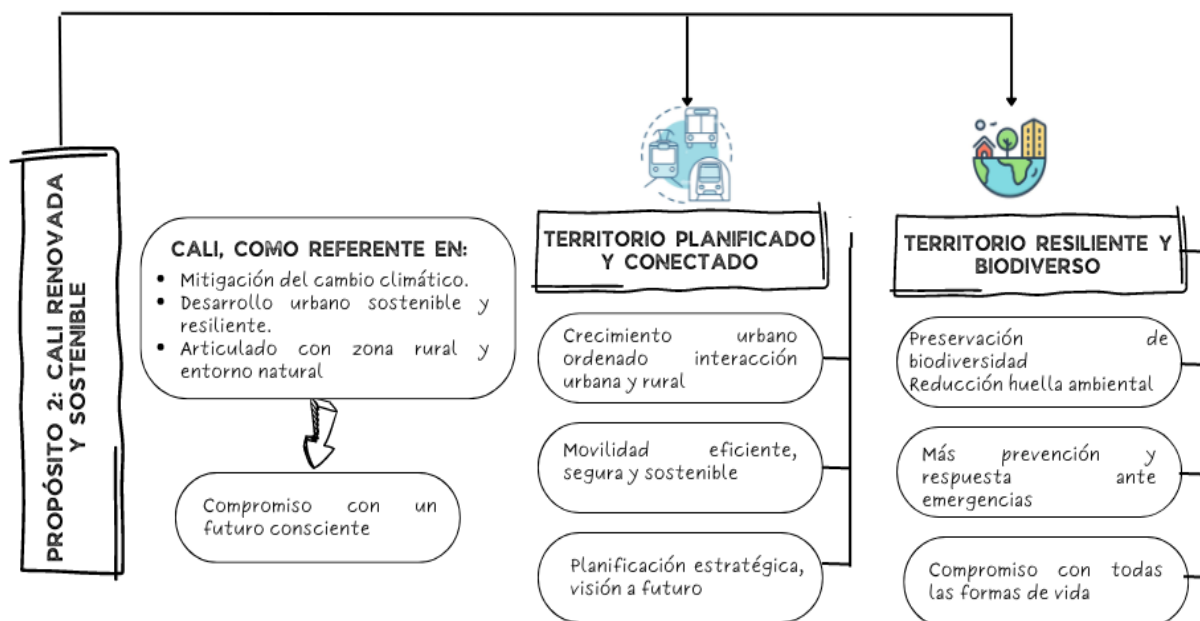 PROPÓSITO 2: CALI RENOVADA
Y SOSTENIBLE
CALI, COMO REFERENTE EN:
• Mitigación del cambio climático.
• Desarrollo urbano sostenible y
resiliente.
• Articulado con zona rural y
entorno natural
Compromiso con un
futuro consciente
TERRITORIO PLANIFICADO
Y CONECTADO
Crecimiento urbano
ordenado interacción
urbana y rural
Movilidad eficiente,
segura y sostenible
Planificación estratégica,
visión a futuro
TERRITORIO RESILIENTE Y
BIODIVERSO
Preservación de
biodiversidad
Reducción huella ambiental
Más prevención y
respuesta ante
emergencias
Compromiso con todas
las formas de vida